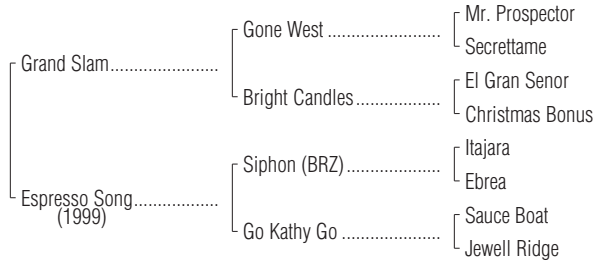 Mr. Prospector
Gone West ....................
Secrettame
Grand Slam....................
El Gran Senor
Bright Candles................
Christmas Bonus
Itajara
Siphon (BRZ)..................
Ebrea
Espresso Song................
(1999)
Sauce Boat
Go Kathy Go ..................
Jewell Ridge